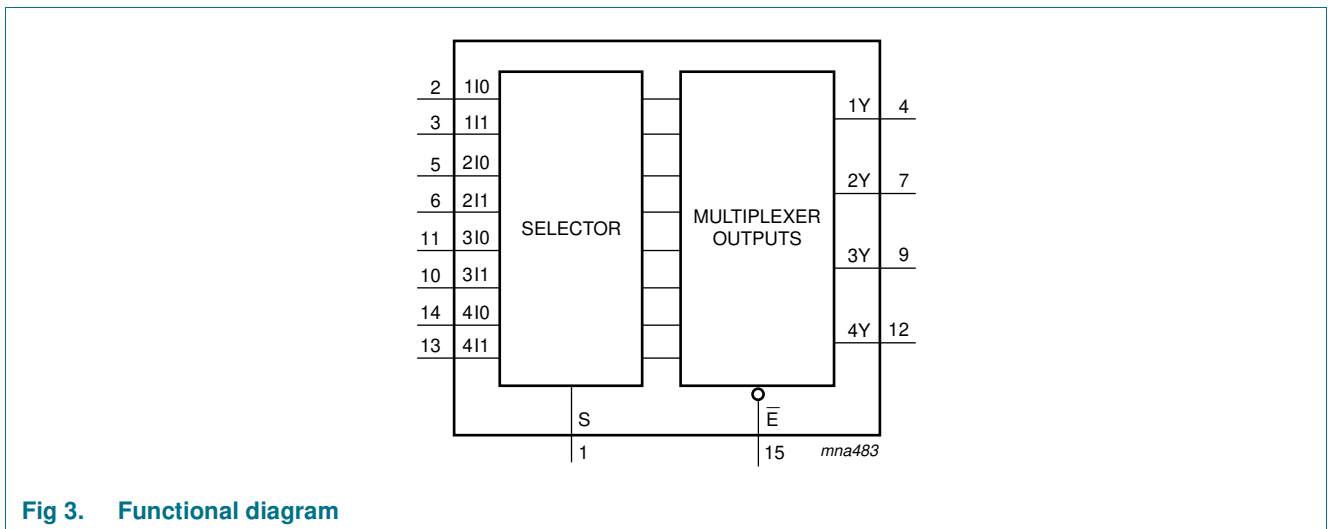 2 1I0
3 1I1
5 2I0
6 2I1
11 3I0
10 3I1
14 4I0
13 4I1
SELECTOR
MULTIPLEXER
OUTPUTS
1Y 4
2Y 7
3Y 9
4Y 12
S
1
E̅
15
mna483
Fig 3. Functional diagram